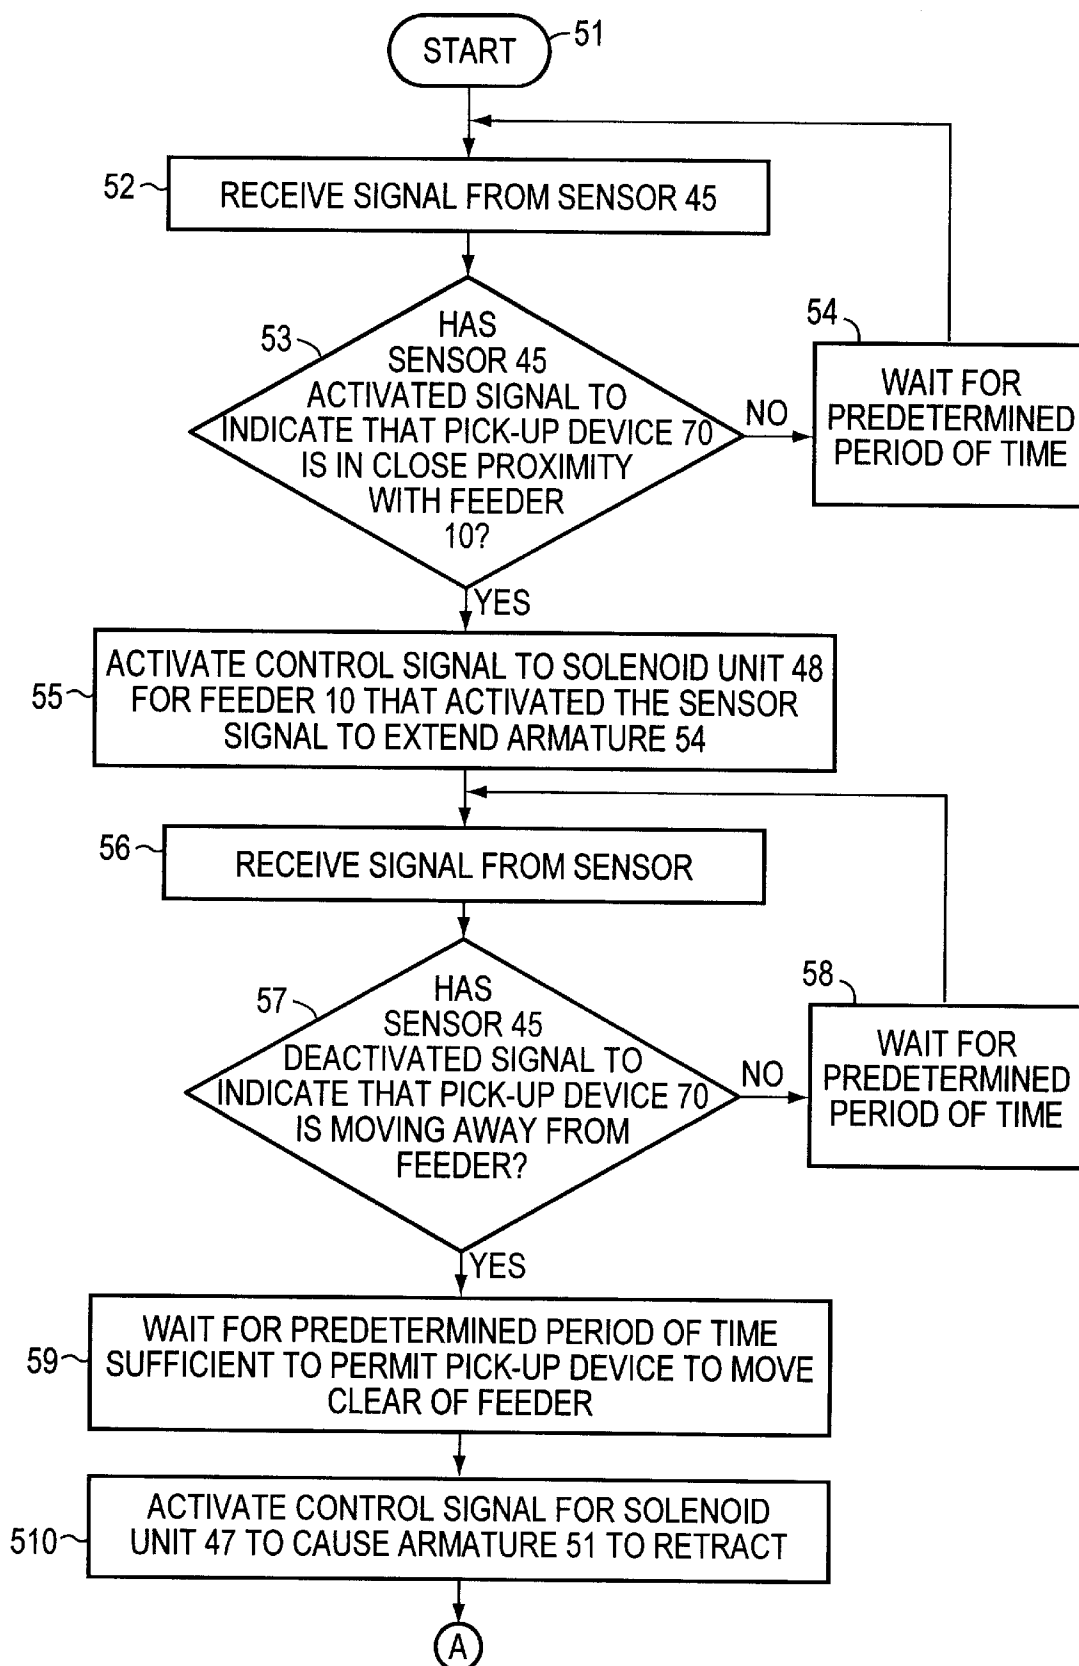 START
51
52
RECEIVE SIGNAL FROM SENSOR 45
53
HAS
SENSOR 45
ACTIVATED SIGNAL TO
INDICATE THAT PICK-UP DEVICE 70
IS IN CLOSE PROXIMITY
WITH FEEDER
10?
NO
54
WAIT FOR
PREDETERMINED
PERIOD OF TIME
YES
55
ACTIVATE CONTROL SIGNAL TO SOLENOID UNIT 48
FOR FEEDER 10 THAT ACTIVATED THE SENSOR
SIGNAL TO EXTEND ARMATURE 54
56
RECEIVE SIGNAL FROM SENSOR
57
HAS
SENSOR 45
DEACTIVATED SIGNAL TO
INDICATE THAT PICK-UP DEVICE 70
IS MOVING AWAY FROM
FEEDER?
NO
58
WAIT FOR
PREDETERMINED
PERIOD OF TIME
YES
59
WAIT FOR PREDETERMINED PERIOD OF TIME
SUFFICIENT TO PERMIT PICK-UP DEVICE TO MOVE
CLEAR OF FEEDER
510
ACTIVATE CONTROL SIGNAL FOR SOLENOID
UNIT 47 TO CAUSE ARMATURE 51 TO RETRACT
A